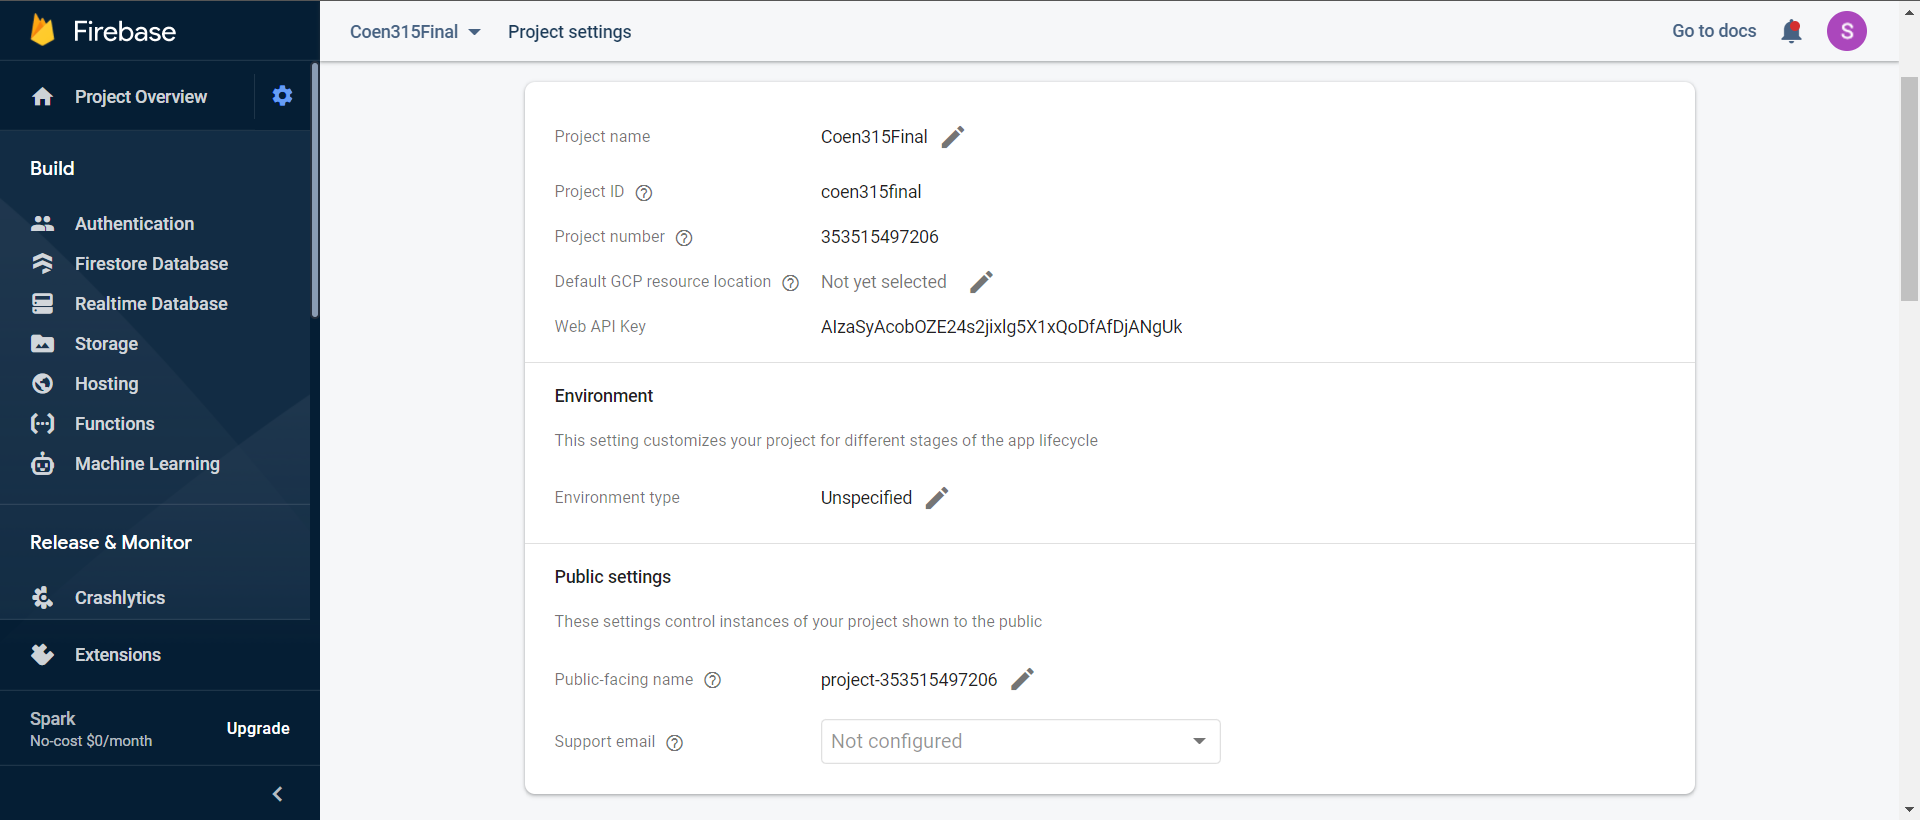 Firebase
Project Overview
Build
Authentication
Firestore Database
Realtime Database
Storage
Hosting
Functions
Machine Learning
Release & Monitor
Crashlytics
Extensions
Spark
No-cost $0/month
Upgrade
Coen315Final
Project settings
Go to docs
S
Project name Coen315Final
Project ID coen315final
Project number 353515497206
Default GCP resource location Not yet selected
Web API Key AIzaSyAcobOZE24s2jixlg5X1xQoDfAfDjANgUk
Environment
This setting customizes your project for different stages of the app lifecycle
Environment type Unspecified
Public settings
These settings control instances of your project shown to the public
Public-facing name project-353515497206
Support email Not configured